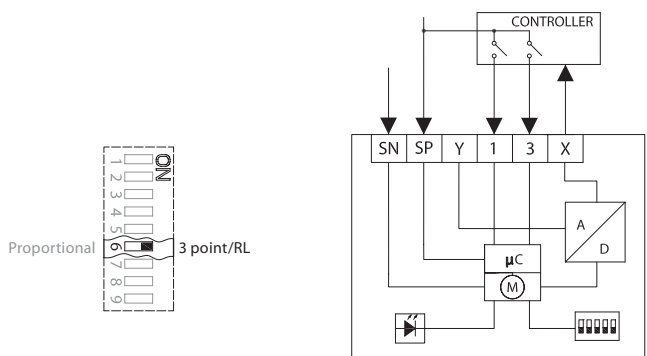 CONTROLLER
SN SP Y 1 3 X
A
D
µC
M
ON
1
2
3
4
5
Proportional 6 3 point/RL
7
8
9